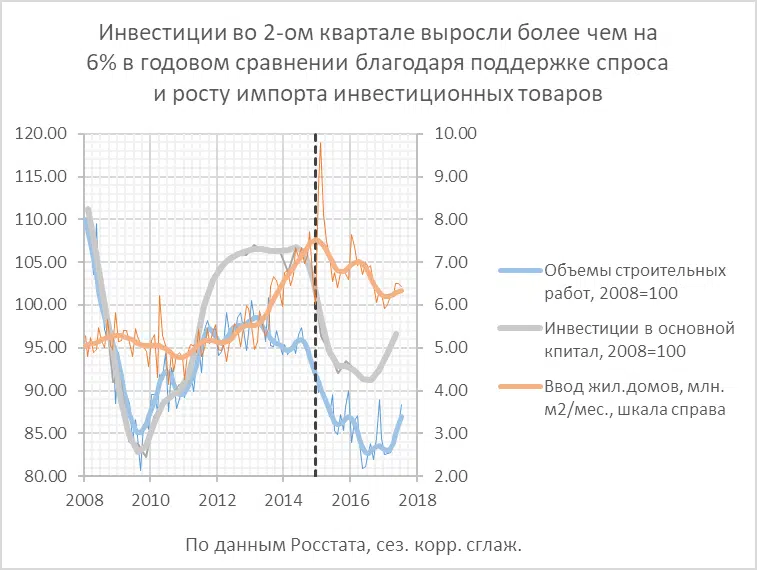 Инвестиции во 2-ом квартале выросли более чем на
6% в годовом сравнении благодаря поддержке спроса
и росту импорта инвестиционных товаров
120.00
115.00
110.00
105.00
100.00
95.00
90.00
85.00
80.00
10.00
9.00
8.00
7.00
6.00
5.00
4.00
3.00
2.00
2008 2010 2012 2014 2016 2018
Объемы строительных
работ, 2008=100
Инвестиции в основной
кпитал, 2008=100
Ввод жил.домов, млн.
м2/мес., шкала справа
По данным Росстата, сез. корр. сглаж.